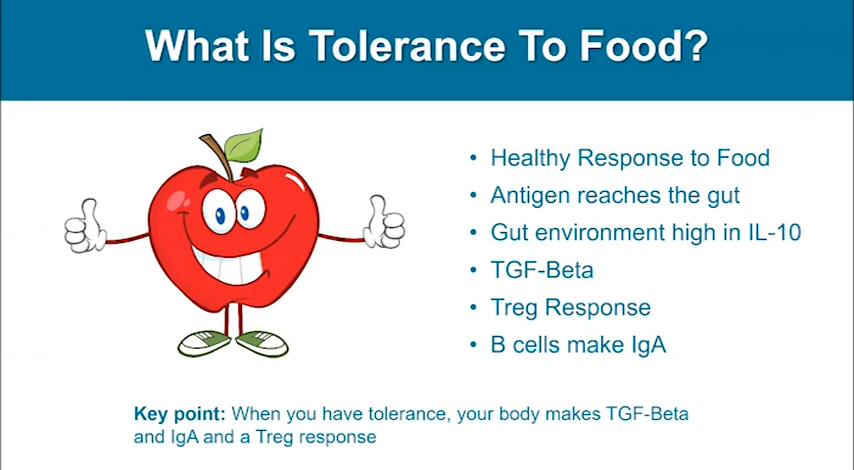 What Is Tolerance To Food?
• Healthy Response to Food
• Antigen reaches the gut
• Gut environment high in IL-10
• TGF-Beta
• Treg Response
• B cells make IgA
Key point: When you have tolerance, your body makes TGF-Beta
and IgA and a Treg response